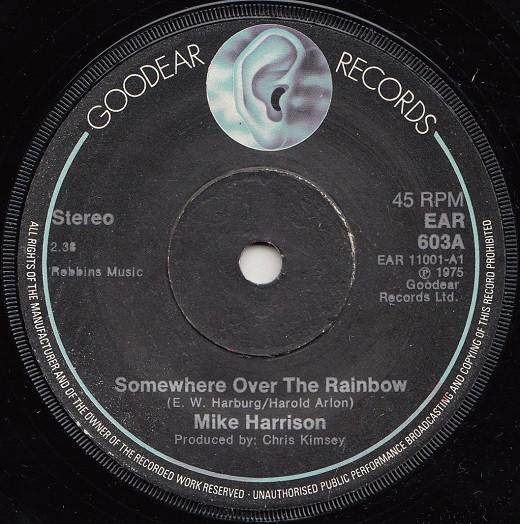 GOODEAR RECORDS
Stereo
Robbins Music
45 RPM
EAR
603A
EAR 11001-A1
℗ 1975
Goodear
Records Ltd.
Somewhere Over The Rainbow
(E. W. Harburg/Harold Arlon)
Mike Harrison
Produced by: Chris Kimsey
ALL RIGHTS OF THE MANUFACTURER AND OF THE OWNER OF THE RECORDED WORK RESERVED · UNAUTHORISED PUBLIC PERFORMANCE BROADCASTING AND COPYING OF THIS RECORD PROHIBITED